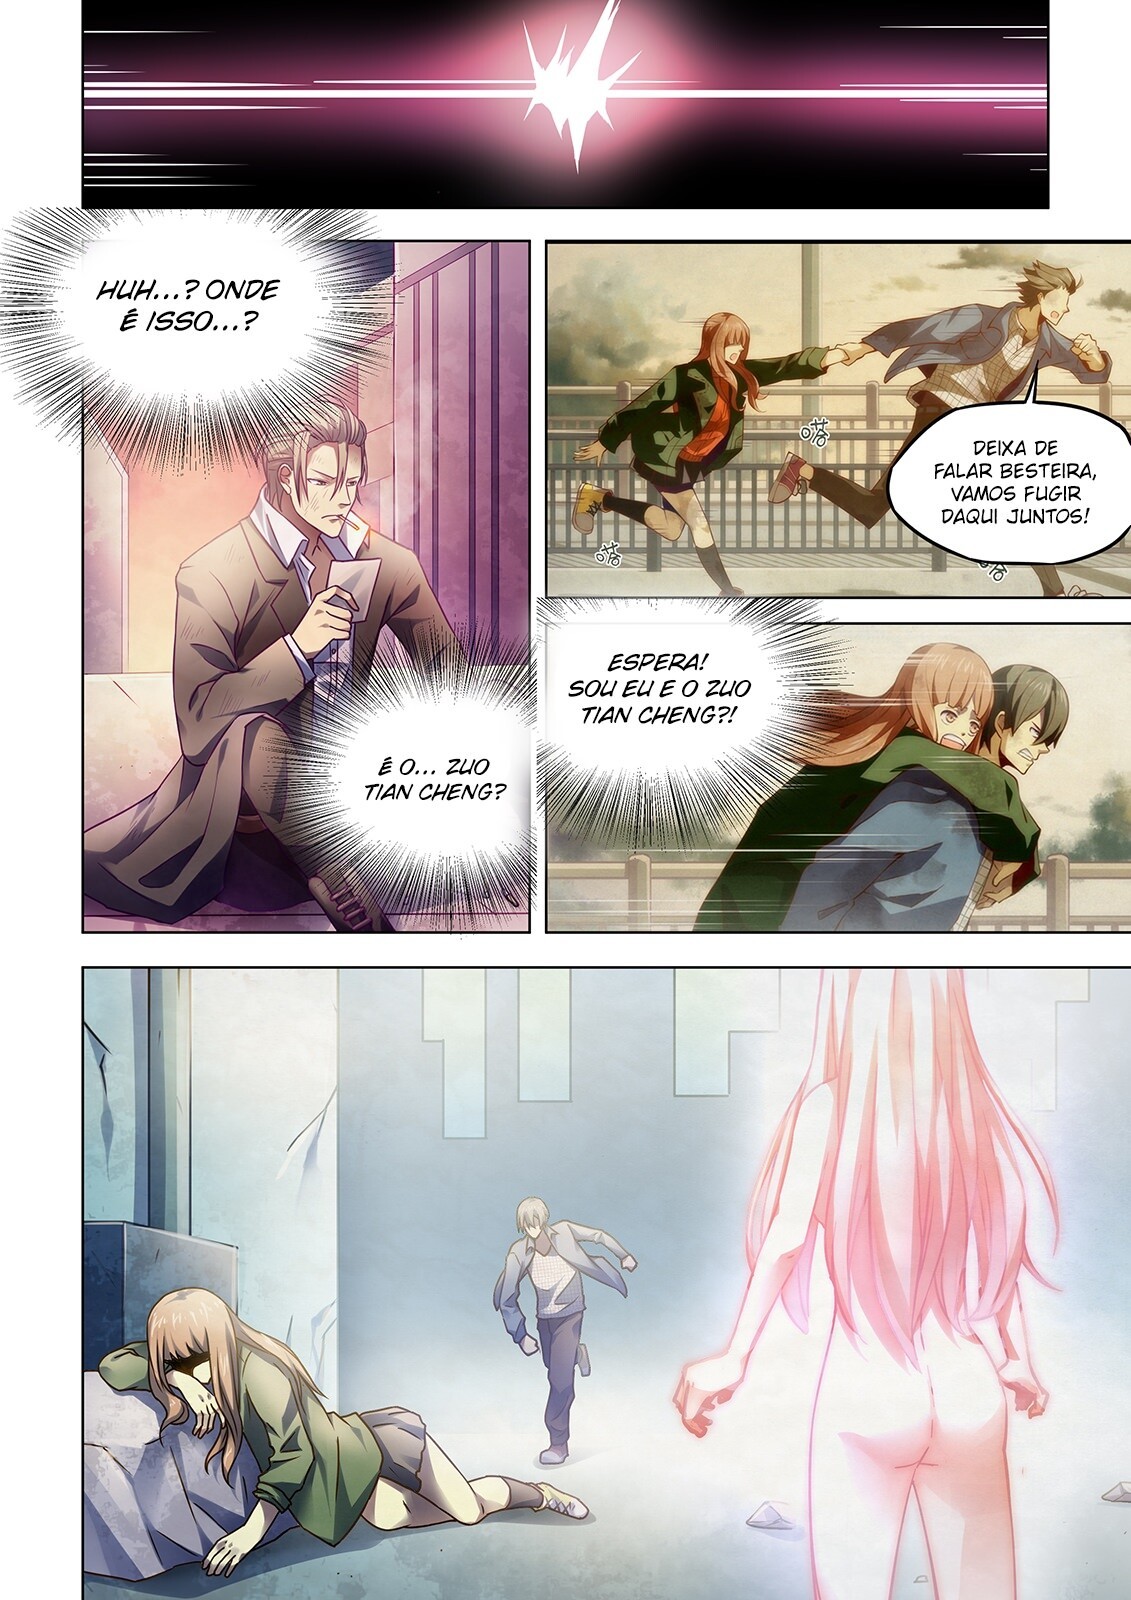 HUH...? ONDE
É ISSO...?
É O... ZUO
TIAN CHENG?
DEIXA DE
FALAR BESTEIRA,
VAMOS FUGIR
DAQUI JUNTOS!
ESPERA!
SOU EU E O ZUO
TIAN CHENG?!